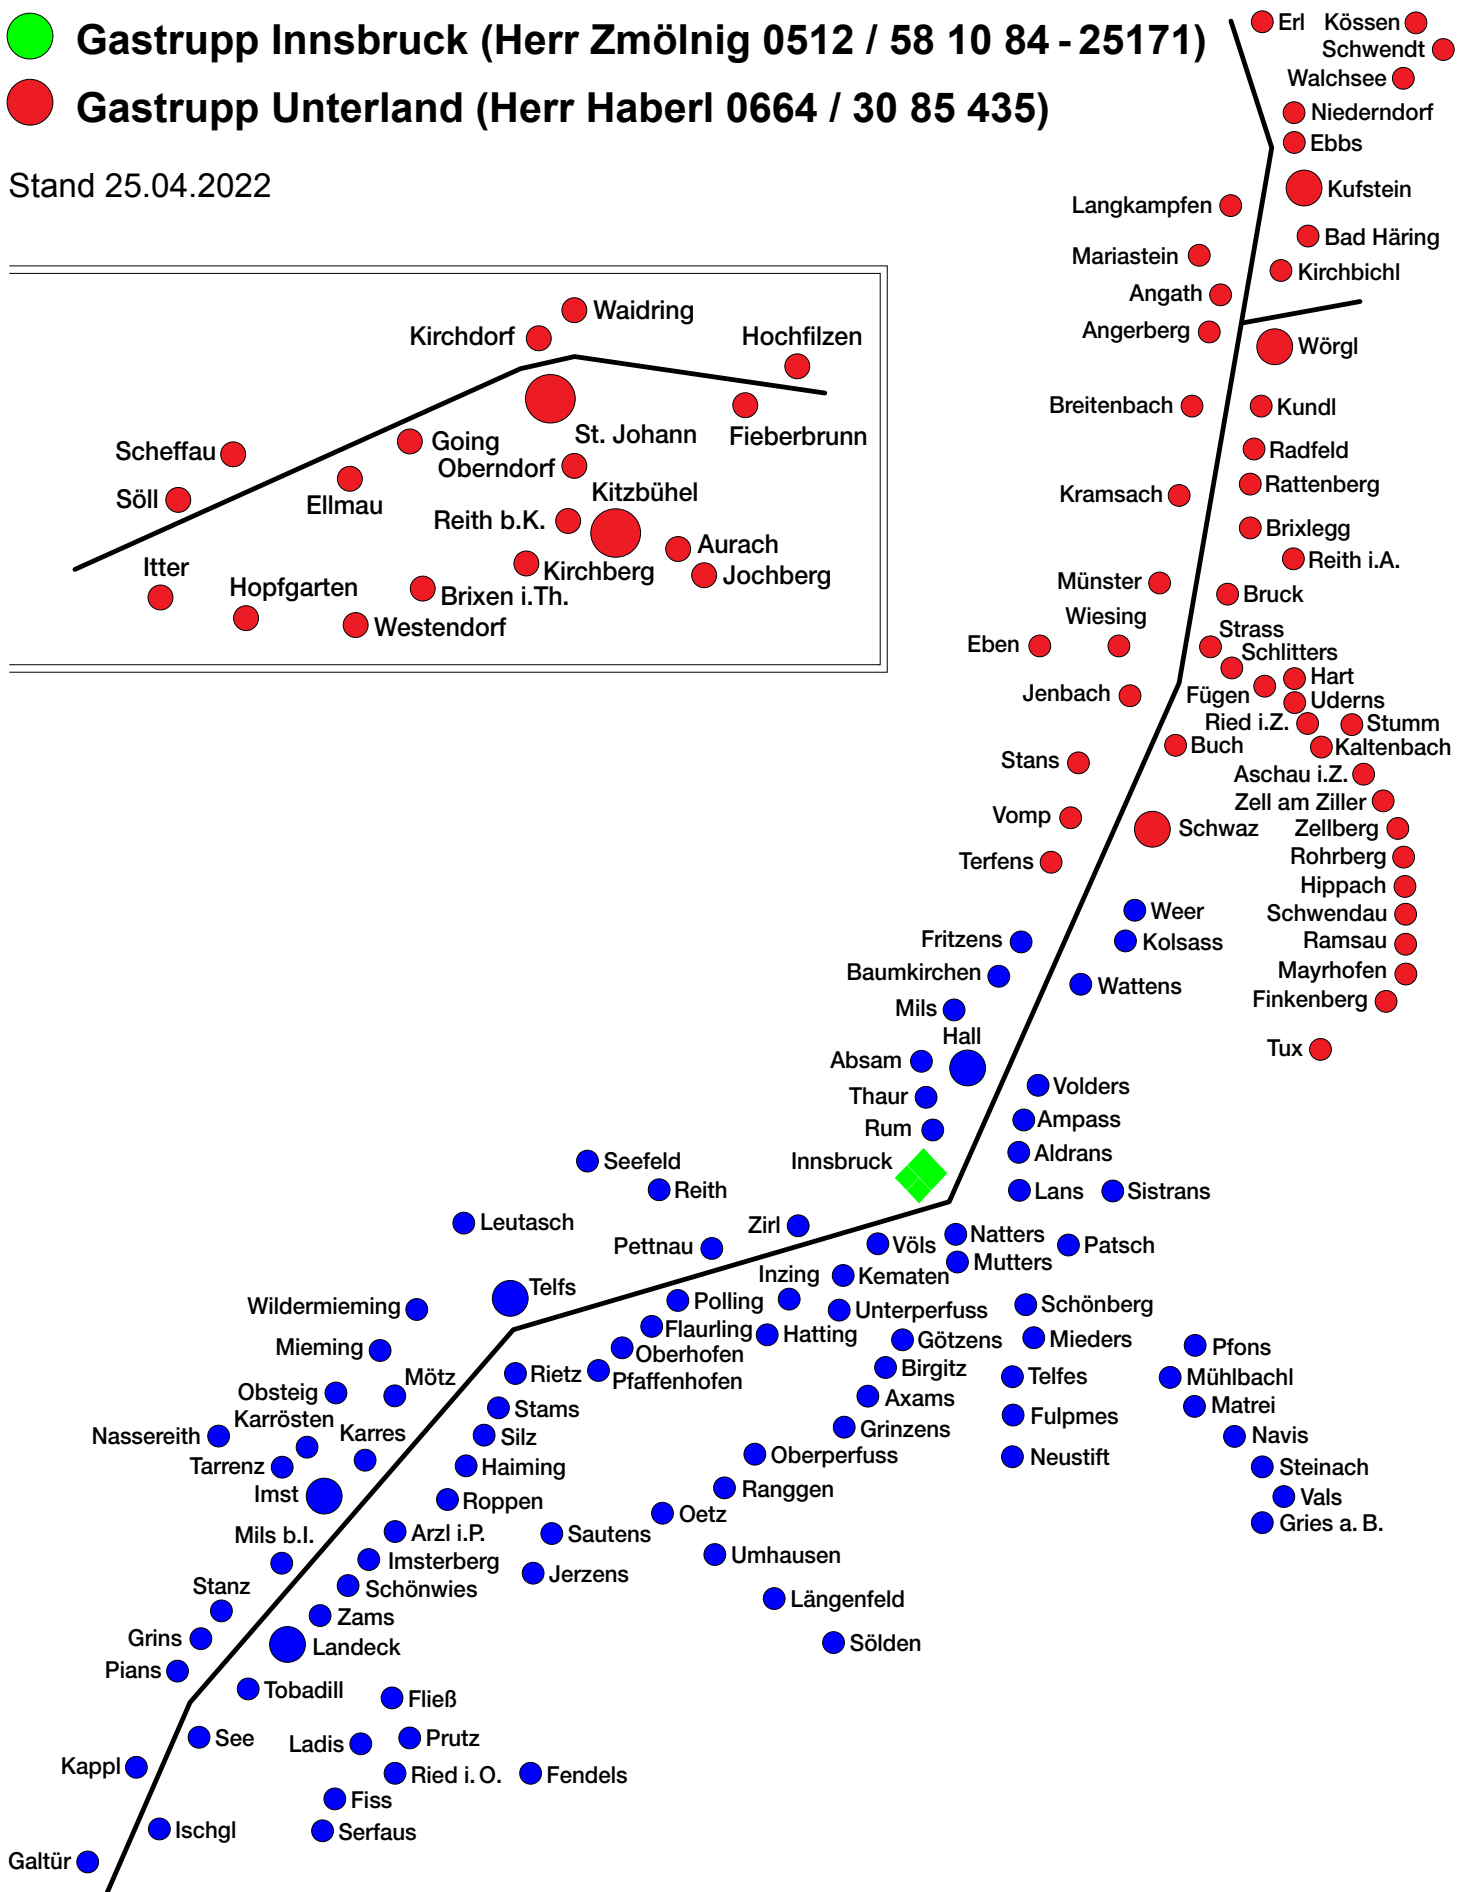 Gastrupp Innsbruck (Herr Zmölnig 0512 / 58 10 84 - 25171)
Gastrupp Unterland (Herr Haberl 0664 / 30 85 435)
Stand 25.04.2022
Waidring
Kirchdorf
Hochfilzen
St. Johann
Fieberbrunn
Scheffau
Going
Oberndorf
Söll
Ellmau
Kitzbühel
Reith b.K.
Aurach
Itter
Kirchberg
Jochberg
Hopfgarten
Brixen i.Th.
Westendorf
Erl
Kössen
Schwendt
Walchsee
Niederndorf
Ebbs
Kufstein
Langkampfen
Bad Häring
Mariastein
Kirchbichl
Angath
Angerberg
Wörgl
Breitenbach
Kundl
Radfeld
Rattenberg
Kramsach
Brixlegg
Reith i.A.
Münster
Bruck
Wiesing
Strass
Eben
Schlitters
Hart
Jenbach
Fügen
Uderns
Ried i.Z.
Stumm
Buch
Kaltenbach
Stans
Aschau i.Z.
Zell am Ziller
Vomp
Schwaz
Zellberg
Terfens
Rohrberg
Hippach
Weer
Schwendau
Fritzens
Kolsass
Ramsau
Baumkirchen
Mayrhofen
Wattens
Finkenberg
Mils
Hall
Tux
Absam
Volders
Thaur
Ampass
Rum
Aldrans
Innsbruck
Seefeld
Reith
Lans
Sistrans
Leutasch
Zirl
Natters
Pettnau
Völs
Patsch
Mutters
Inzing
Kematen
Telfs
Polling
Wildermieming
Unterperfuss
Schönberg
Flaurling
Hatting
Götzens
Mieders
Mieming
Oberhofen
Pfons
Birgitz
Mötz
Rietz
Pfaffenhofen
Telfes
Mühlbachl
Obsteig
Axams
Matrei
Karrösten
Stams
Fulpmes
Nassereith
Karres
Silz
Grinzens
Navis
Tarrenz
Haiming
Oberperfuss
Neustift
Steinach
Imst
Roppen
Ranggen
Vals
Oetz
Gries a. B.
Mils b.I.
Arzl i.P.
Sautens
Imsterberg
Umhausen
Stanz
Schönwies
Jerzens
Zams
Längenfeld
Grins
Landeck
Sölden
Pians
Tobadill
Fließ
See
Ladis
Prutz
Kappl
Ried i. O.
Fendels
Fiss
Ischgl
Serfaus
Galtür